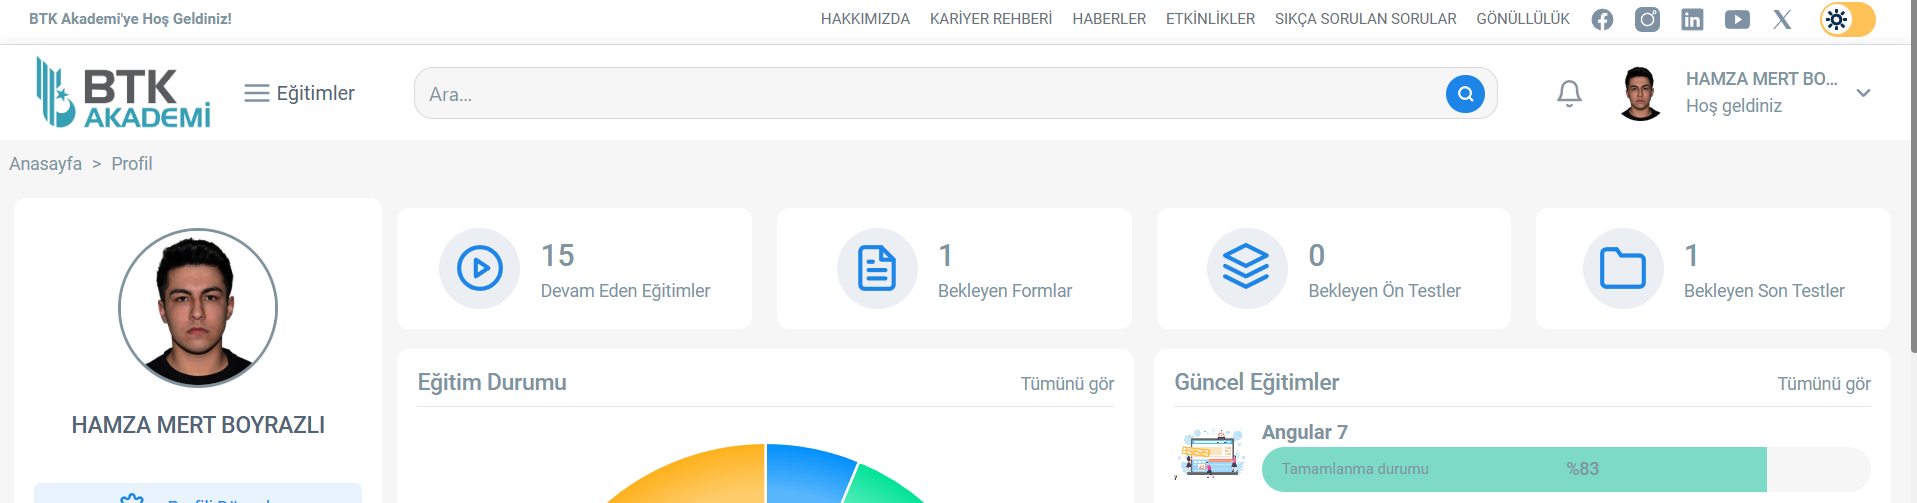 BTK Akademi'ye Hoş Geldiniz!
HAKKIMIZDA KARİYER REHBERİ HABERLER ETKİNLİKLER SIKÇA SORULAN SORULAR GÖNÜLLÜLÜK
BTK
AKADEMİ
Eğitimler
Ara...
HAMZA MERT BO...
Hoş geldiniz
Anasayfa > Profil
HAMZA MERT BOYRAZLI
15
Devam Eden Eğitimler
1
Bekleyen Formlar
0
Bekleyen Ön Testler
1
Bekleyen Son Testler
Eğitim Durumu
Tümünü gör
Güncel Eğitimler
Tümünü gör
Angular 7
Tamamlanma durumu %83